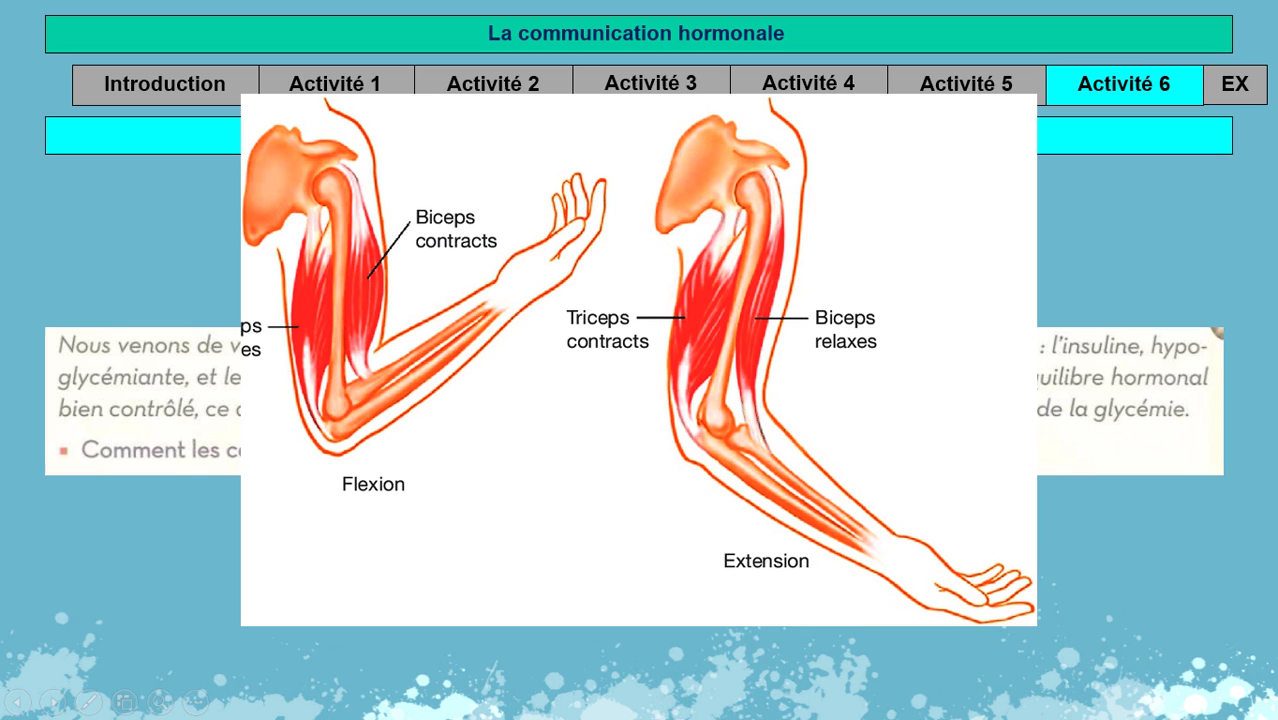 La communication hormonale
Introduction Activité 1 Activité 2 Activité 3 Activité 4 Activité 5 Activité 6 EX
Biceps
contracts
Triceps
contracts
Biceps
relaxes
ps
es
Nous venons de v : l'insuline, hypo-
glycémiante, et le uilibre hormonal
bien contrôlé, ce de la glycémie.
▪ Comment les c
Flexion
Extension